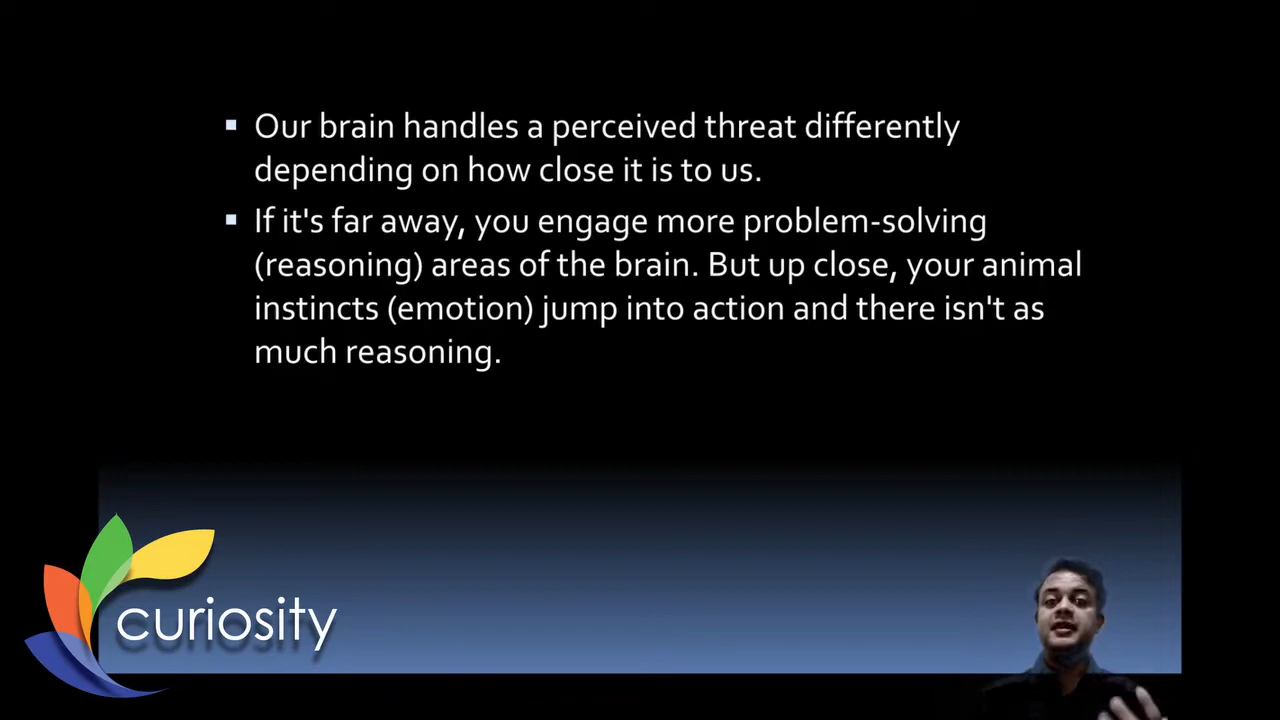 ▪ Our brain handles a perceived threat differently
depending on how close it is to us.
▪ If it's far away, you engage more problem-solving
(reasoning) areas of the brain. But up close, your animal
instincts (emotion) jump into action and there isn't as
much reasoning.
curiosity